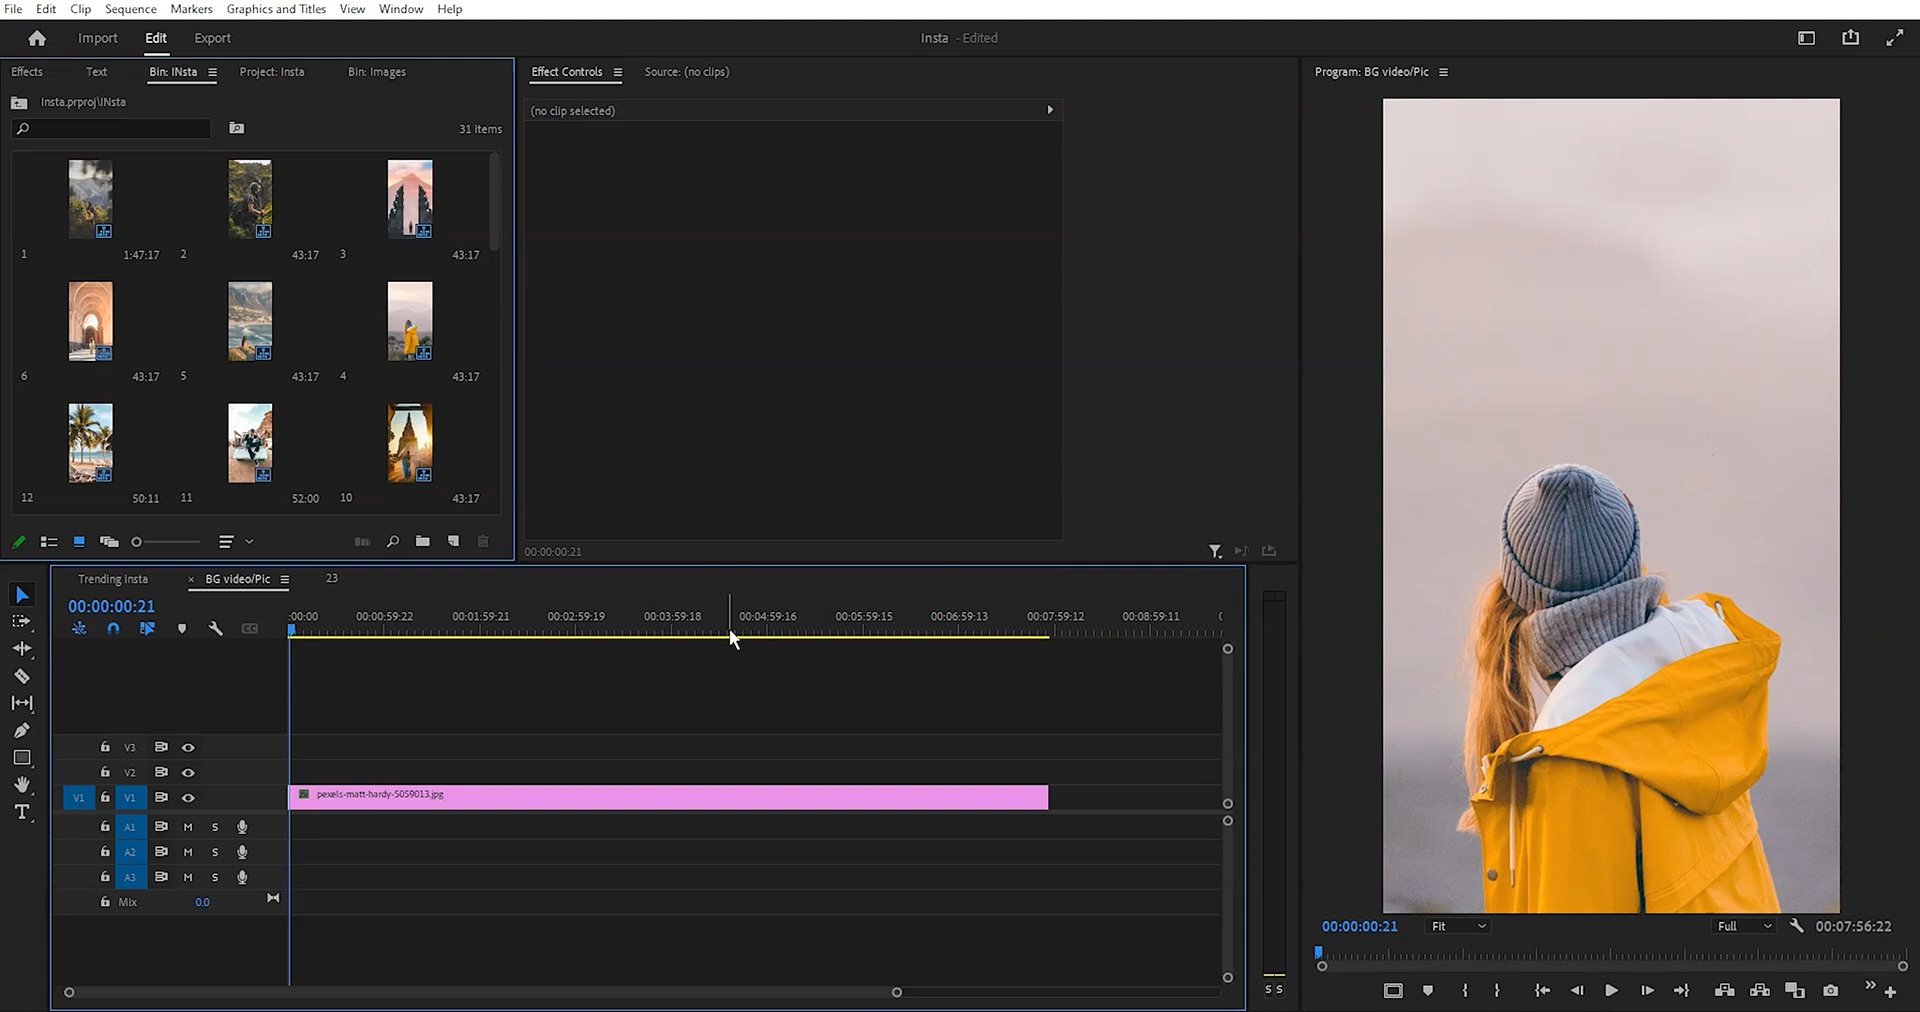 File Edit Clip Sequence Markers Graphics and Titles View Window Help
Import Edit Export Insta - Edited
Effects Text Bin: INsta Project: Insta Bin: Images
Insta.prproj\INsta
31 Items
1 1:47:17 2 43:17 3 43:17
6 43:17 5 43:17 4 43:17
12 50:11 11 52:00 10 43:17
Effect Controls Source: (no clips)
(no clip selected)
00:00:00:21
Program: BG video/Pic
00:00:00:21 Fit Full 00:07:56:22
Trending insta × BG video/Pic 23
00:00:00:21
:00:00 00:00:59:22 00:01:59:21 00:02:59:19 00:03:59:18 00:04:59:16 00:05:59:15 00:06:59:13 00:07:59:12 00:08:59:11
V3
V2
V1 V1 pexels-matt-hardy-5059013.jpg
A1 M S
A2 M S
A3 M S
Mix 0.0
S S